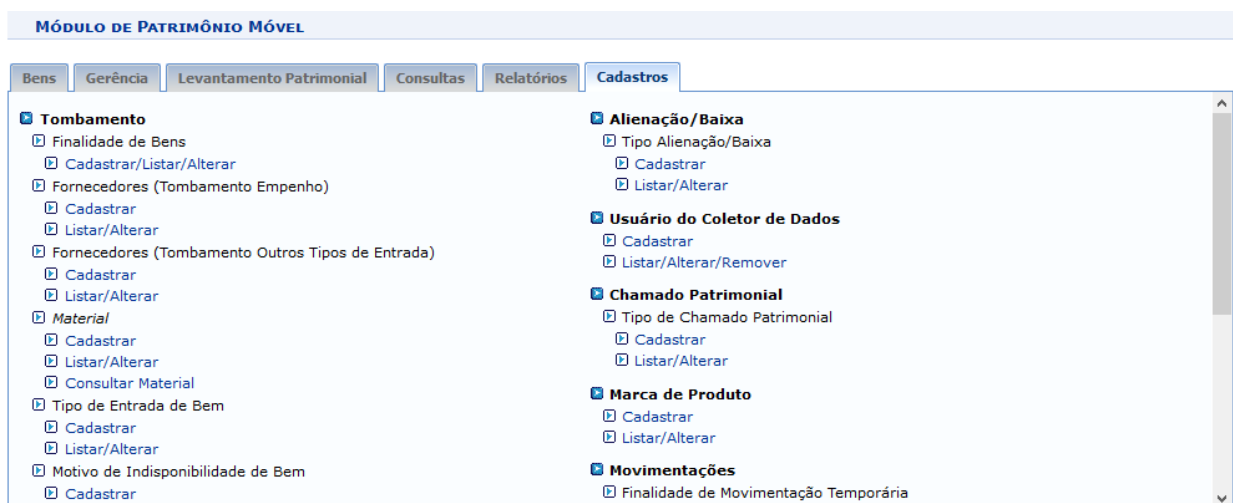 MÓDULO DE PATRIMÔNIO MÓVEL
Bens Gerência Levantamento Patrimonial Consultas Relatórios Cadastros
Tombamento
Finalidade de Bens
Cadastrar/Listar/Alterar
Fornecedores (Tombamento Empenho)
Cadastrar
Listar/Alterar
Fornecedores (Tombamento Outros Tipos de Entrada)
Cadastrar
Listar/Alterar
Material
Cadastrar
Listar/Alterar
Consultar Material
Tipo de Entrada de Bem
Cadastrar
Listar/Alterar
Motivo de Indisponibilidade de Bem
Cadastrar
Alienação/Baixa
Tipo Alienação/Baixa
Cadastrar
Listar/Alterar
Usuário do Coletor de Dados
Cadastrar
Listar/Alterar/Remover
Chamado Patrimonial
Tipo de Chamado Patrimonial
Cadastrar
Listar/Alterar
Marca de Produto
Cadastrar
Listar/Alterar
Movimentações
Finalidade de Movimentação Temporária